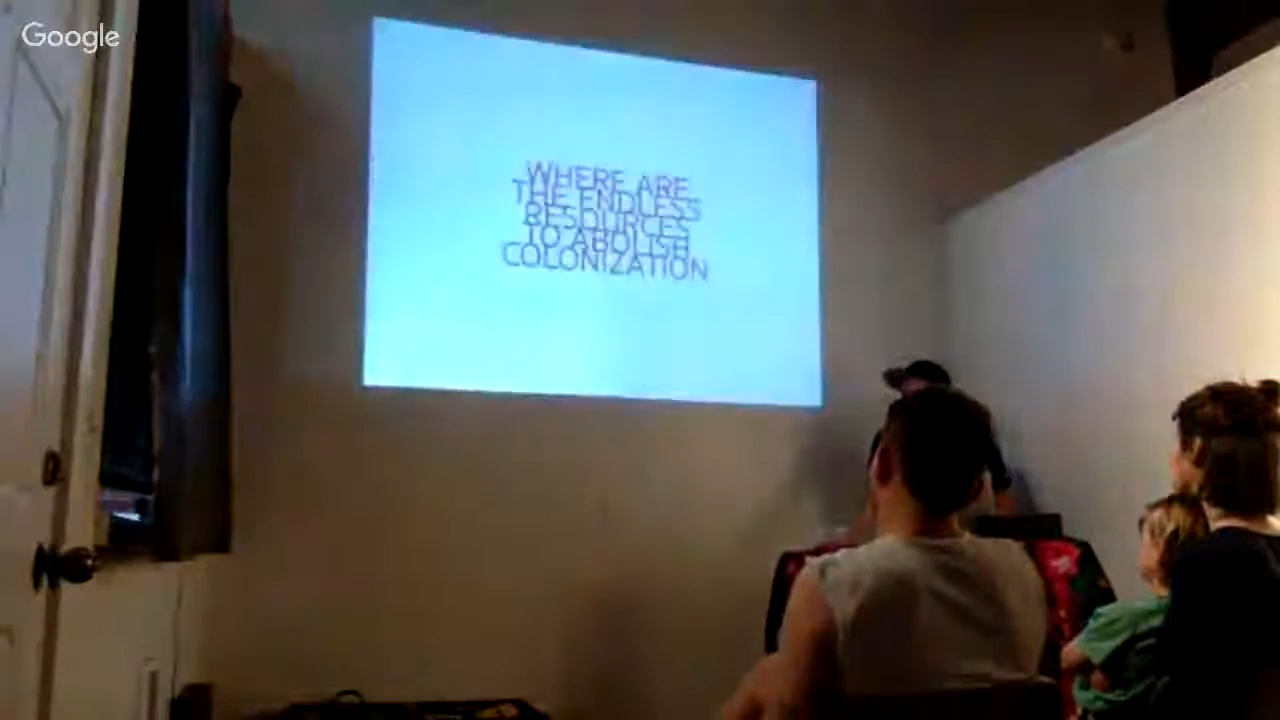 Google
WHERE ARE
THE ENDLESS
RESOURCES
TO ABOLISH
COLONIZATION